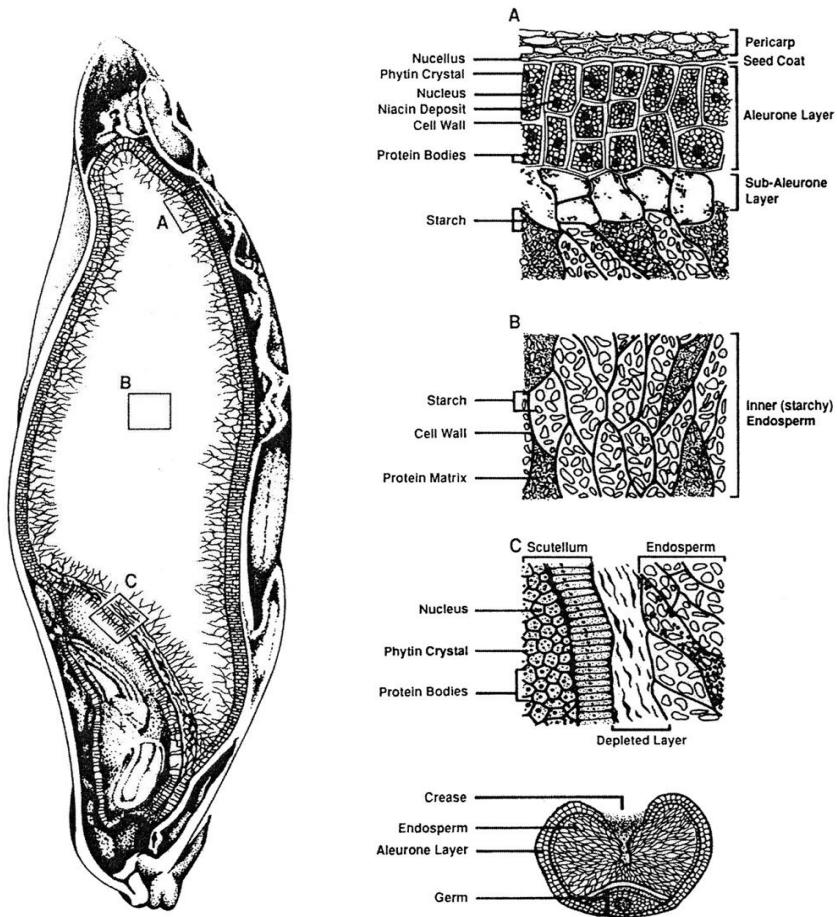 A
B
C
A
Nucellus
Phytin Crystal
Nucleus
Niacin Deposit
Cell Wall
Protein Bodies
Starch
Pericarp
Seed Coat
Aleurone Layer
Sub-Aleurone
Layer
B
Starch
Cell Wall
Protein Matrix
Inner (starchy)
Endosperm
C
Scutellum
Endosperm
Nucleus
Phytin Crystal
Protein Bodies
Depleted Layer
Crease
Endosperm
Aleurone Layer
Germ